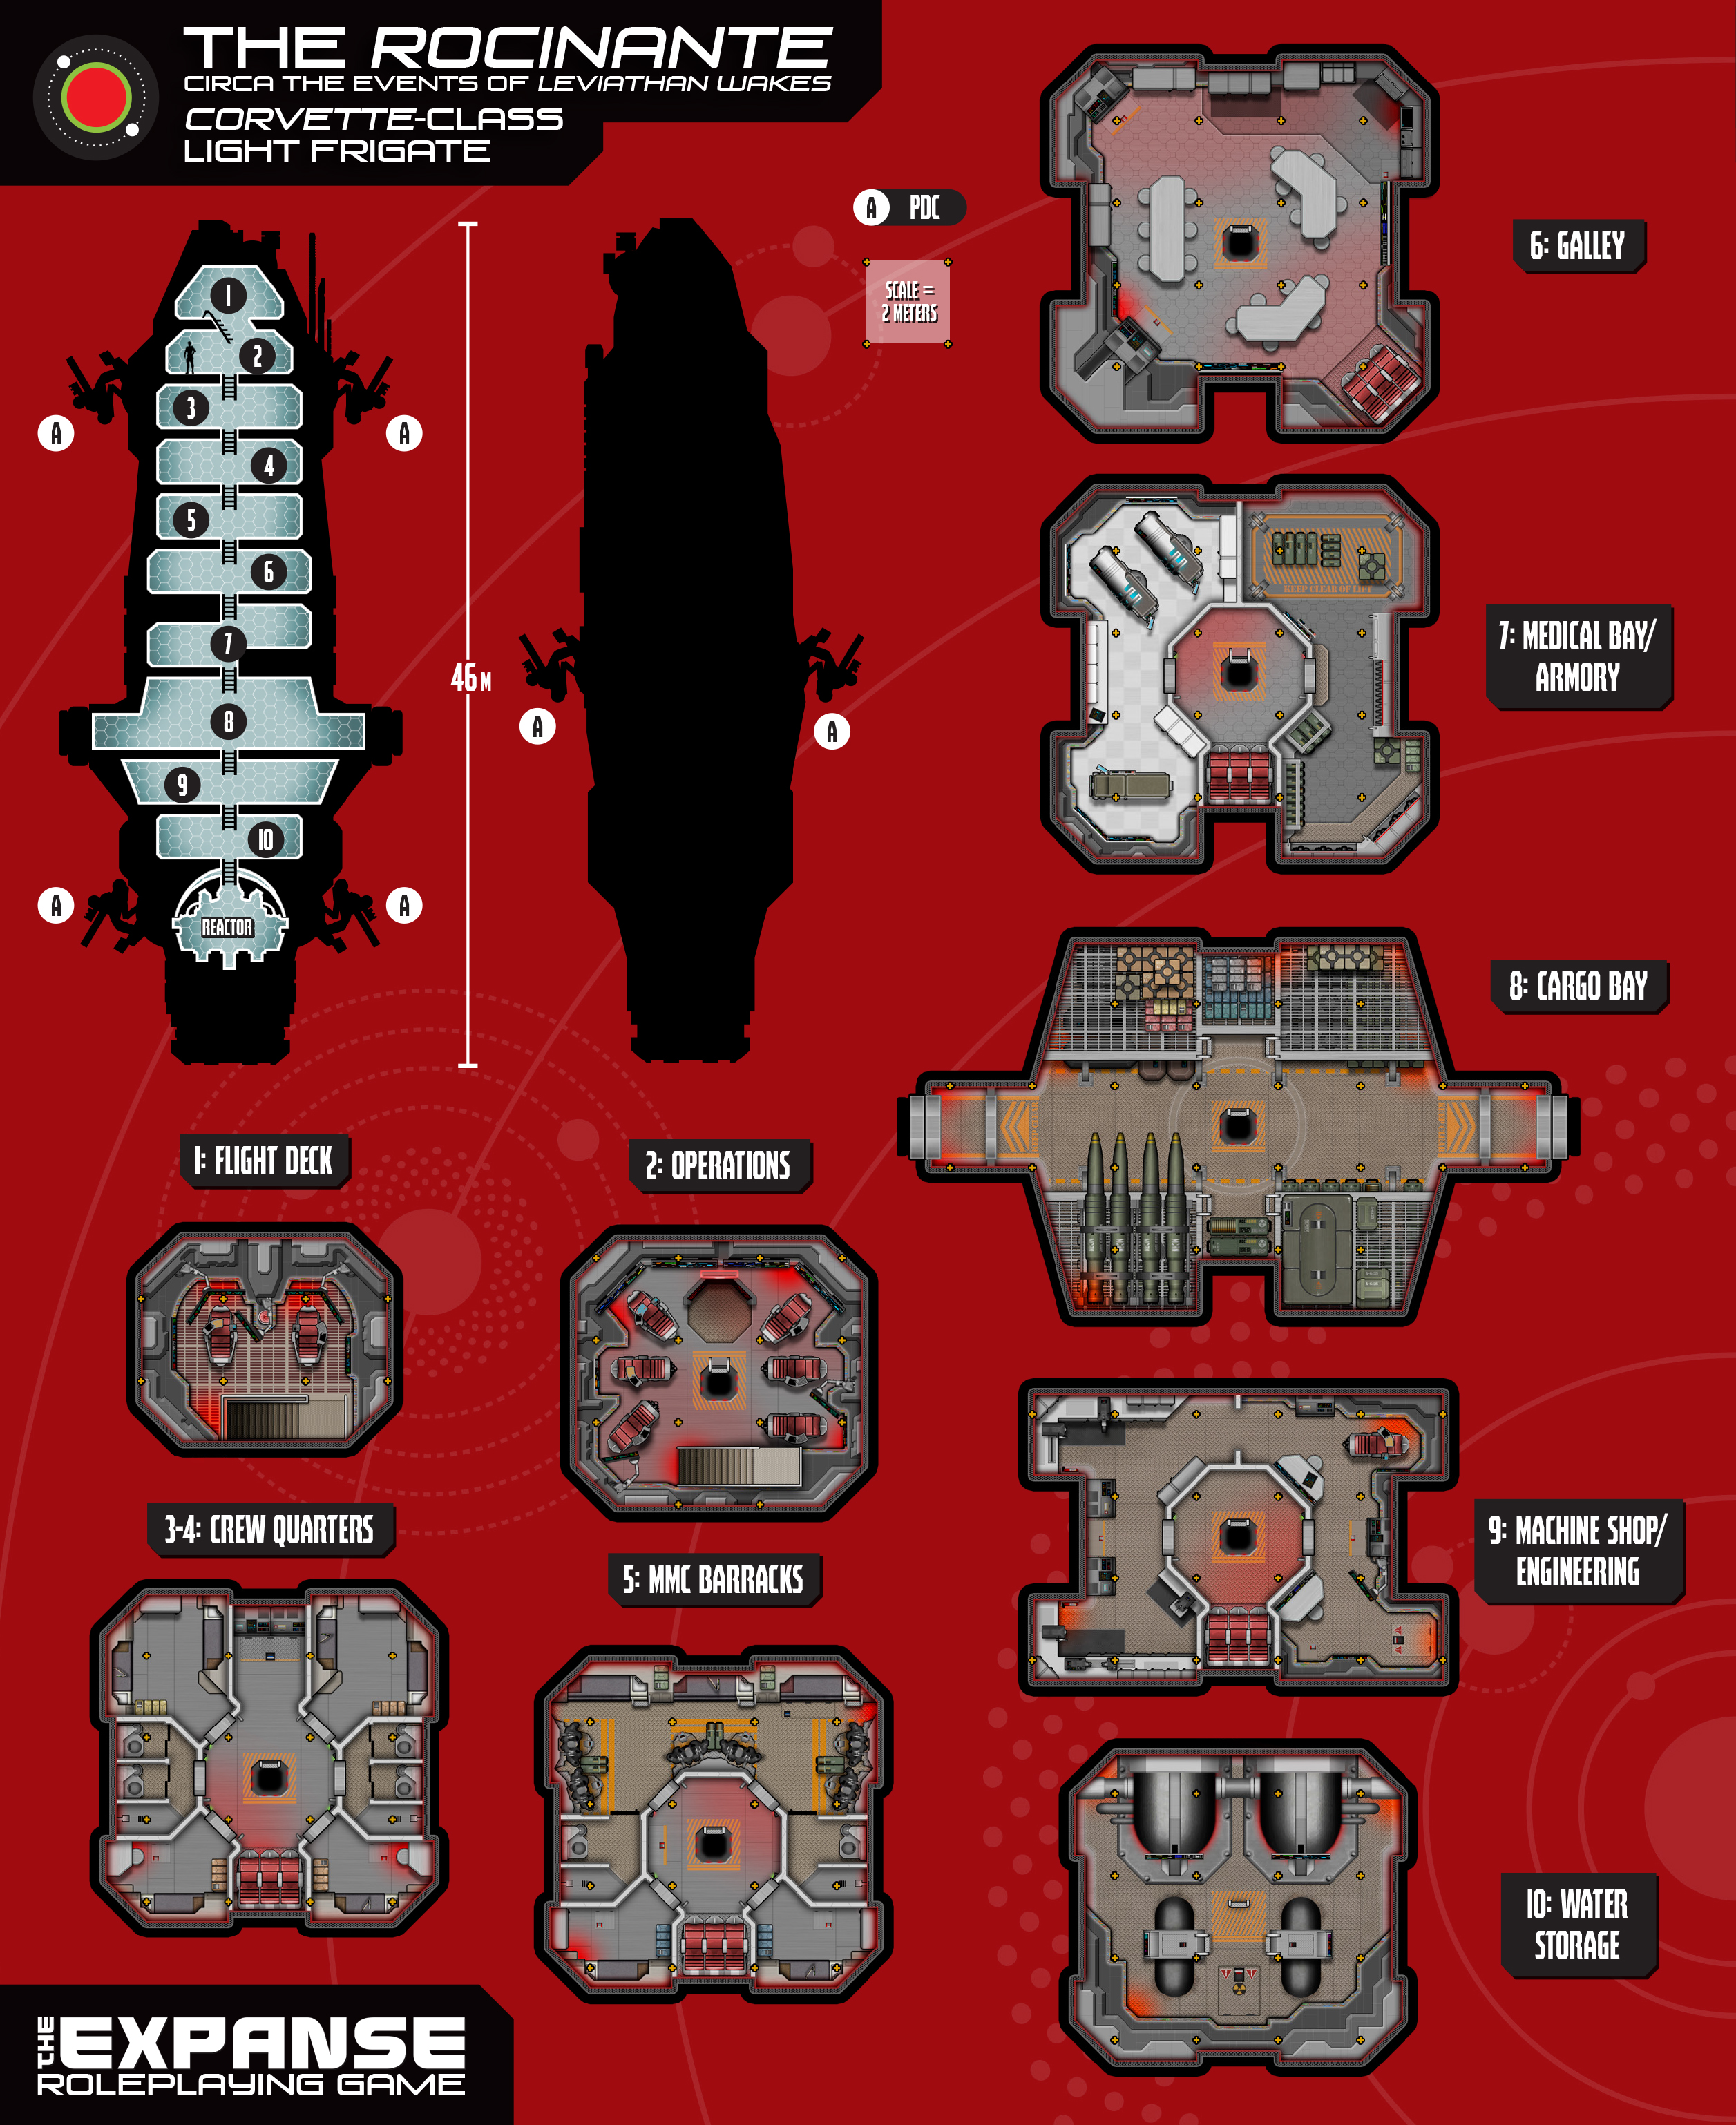 THE ROCINANTE
CIRCA THE EVENTS OF LEVIATHAN WAKES
CORVETTE-CLASS
LIGHT FRIGATE
A PDC
SCALE =
2 METERS
1
2
3
4
5
6
7
8
9
10
REACTOR
A
A
A
A
46 M
A
A
6: GALLEY
7: MEDICAL BAY/
ARMORY
KEEP CLEAR OF LIFT
8: CARGO BAY
1: FLIGHT DECK
2: OPERATIONS
3-4: CREW QUARTERS
5: MMC BARRACKS
9: MACHINE SHOP/
ENGINEERING
10: WATER
STORAGE
THE EXPANSE
ROLEPLAYING GAME